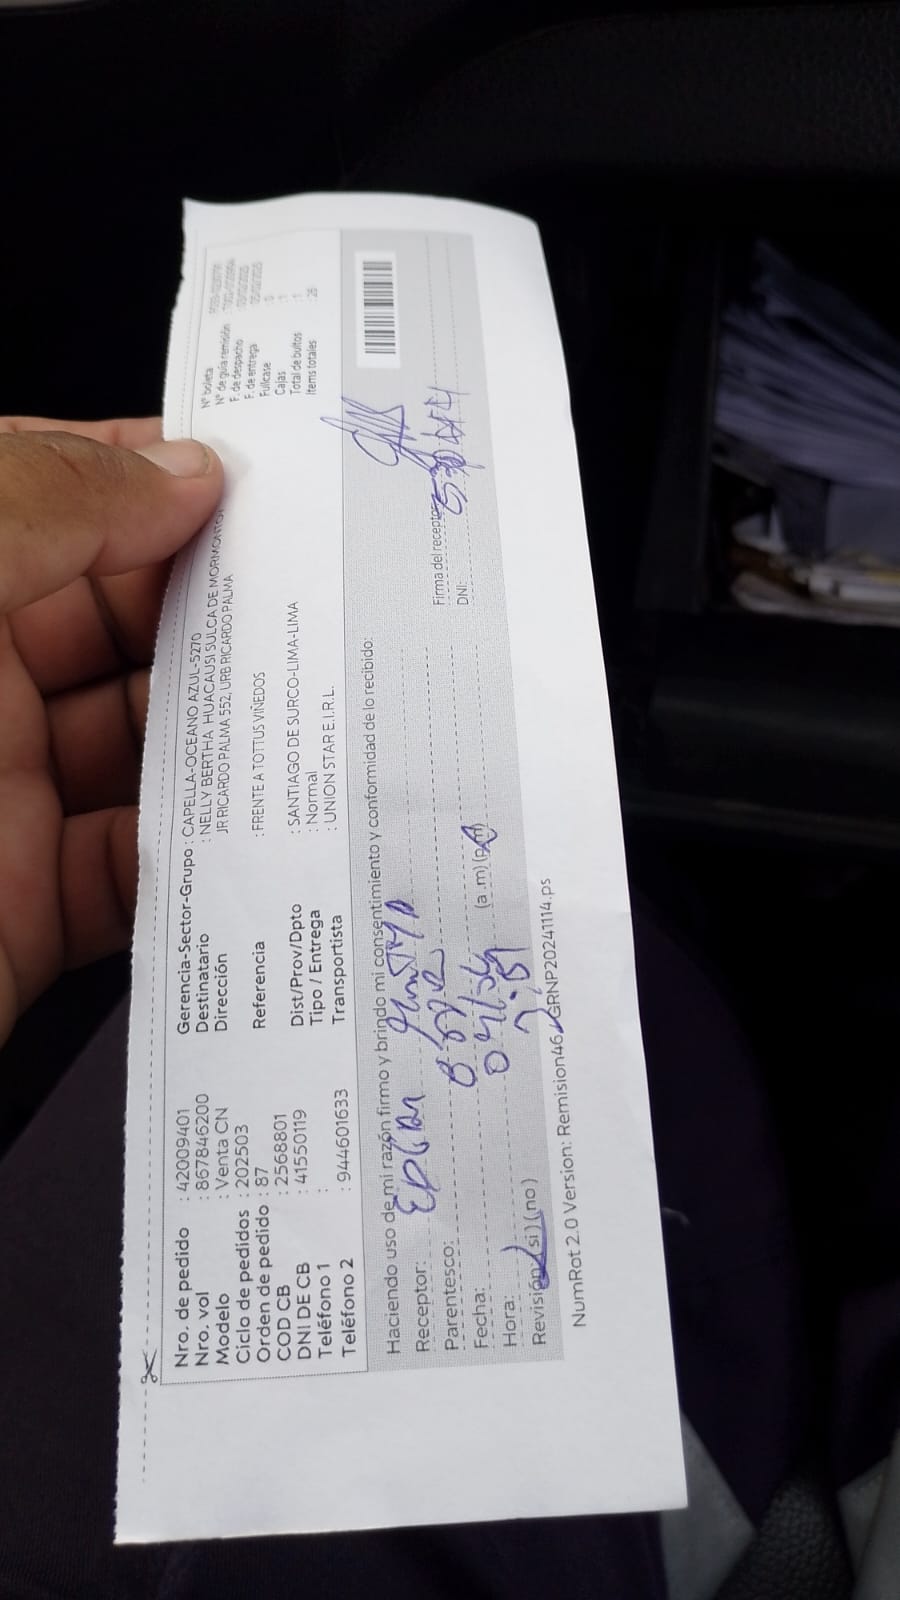 Nro. de pedido : 42009401
Nro. vol : 867846200
Modelo : Venta CN
Ciclo de pedidos : 202503
Orden de pedido : 87
COD CB : 2568801
DNI DE CB : 41550119
Teléfono 1 :
Teléfono 2 : 944601633
Gerencia-Sector-Grupo : CAPELLA-OCEANO AZUL-5270
Destinatario : NELLY BERTHA HUACAUSI SULCA DE
Dirección JR RICARDO PALMA 552, URB RICARDO PALMA
Referencia : FRENTE A TOTTUS VIÑEDOS
Dist/Prov/Dpto : SANTIAGO DE SURCO-LIMA-LIMA
Tipo / Entrega : Normal
Transportista : UNION STAR E.I.R.L.
N° boleta
N° de guía remisión
F. de despacho
F. de entrega
Fullcase : 0
Cajas : 1
Total de bultos : 1
Items totales : 26
Haciendo uso de mi razón firmo y brindo mi consentimiento y conformidad de lo recibido:
Receptor:
Parentesco:
Fecha:
Hora: (a.m)(p.m)
Revisión (si) (no)
Firma del receptor:
DNI:
NumRot 2.0 Version: Remision46 GRNP20241114.ps